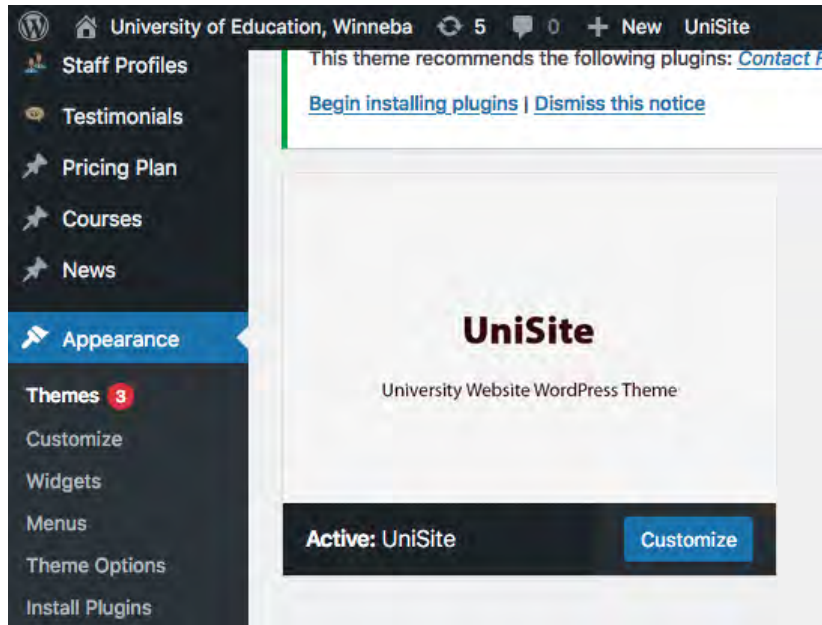 University of Education, Winneba 5 0 + New UniSite
Staff Profiles
Testimonials
Pricing Plan
Courses
News
Appearance
Themes 3
Customize
Widgets
Menus
Theme Options
Install Plugins
This theme recommends the following plugins: Contact
Begin installing plugins | Dismiss this notice
UniSite
University Website WordPress Theme
Active: UniSite
Customize